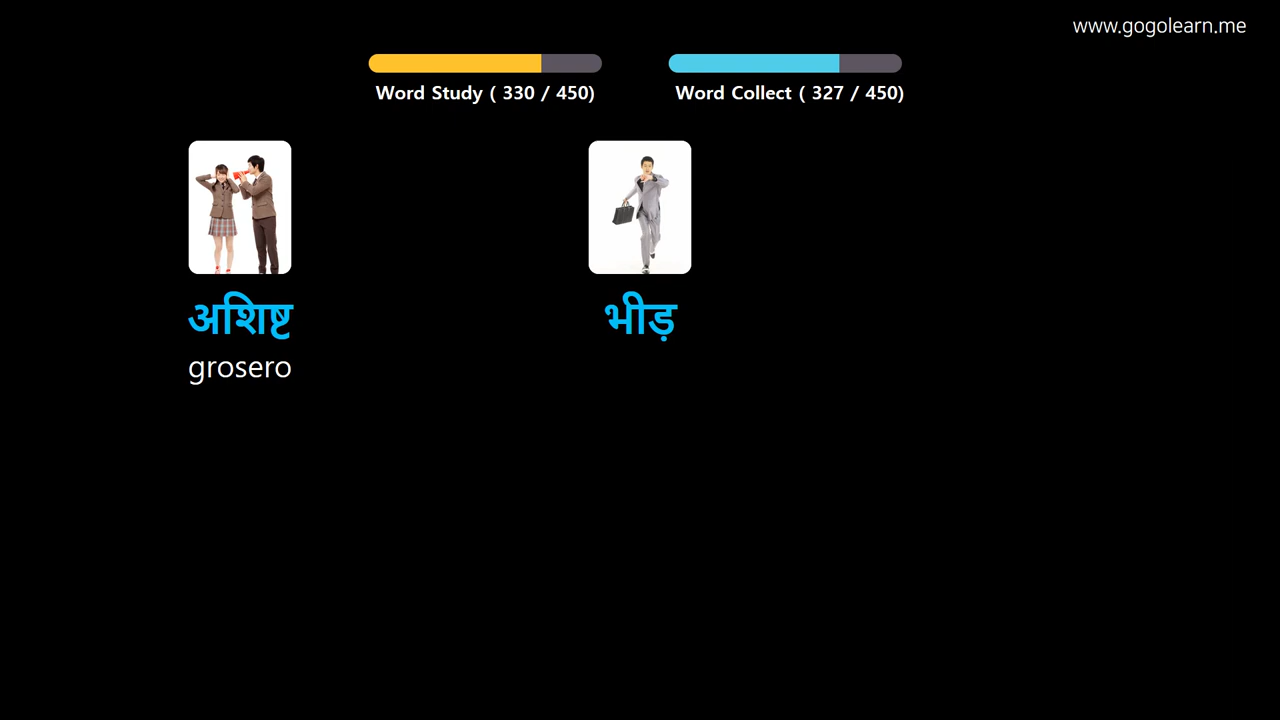 www.gogolearn.me
Word Study ( 330 / 450)
Word Collect ( 327 / 450)
अशिष्ट
भीड़
grosero